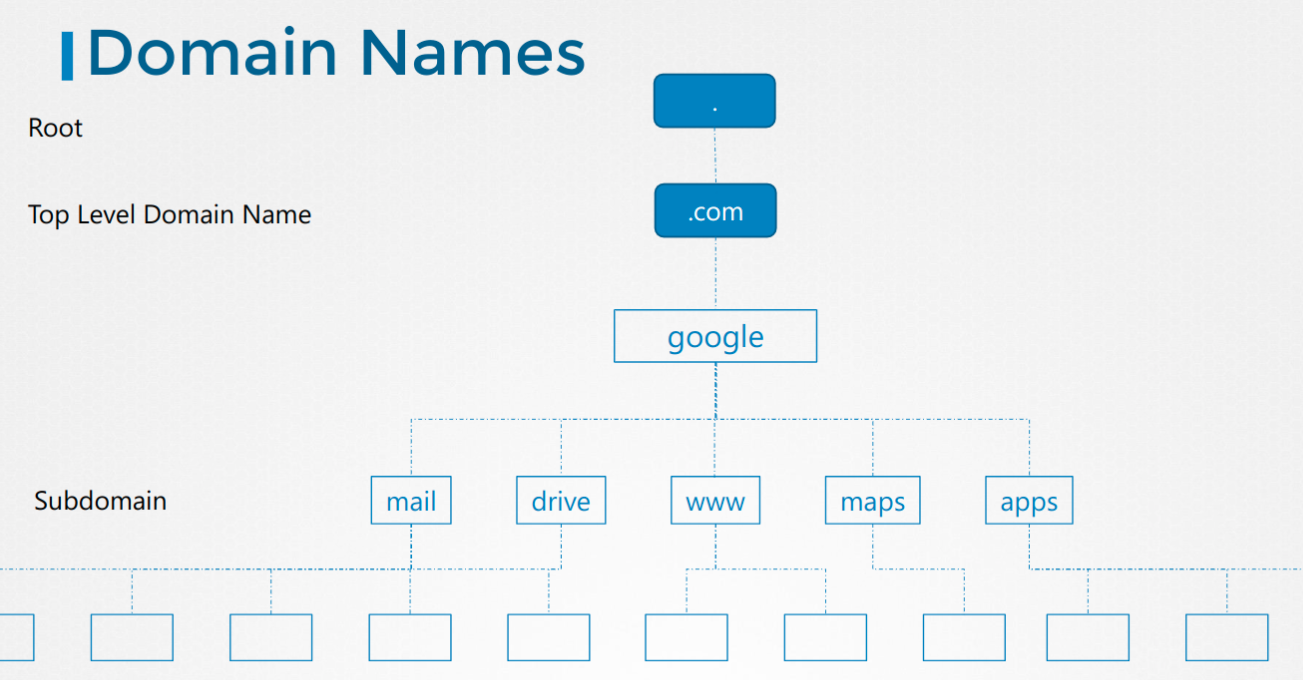 Domain Names
.
Root
.com
Top Level Domain Name
google
Subdomain
mail
drive
www
maps
apps